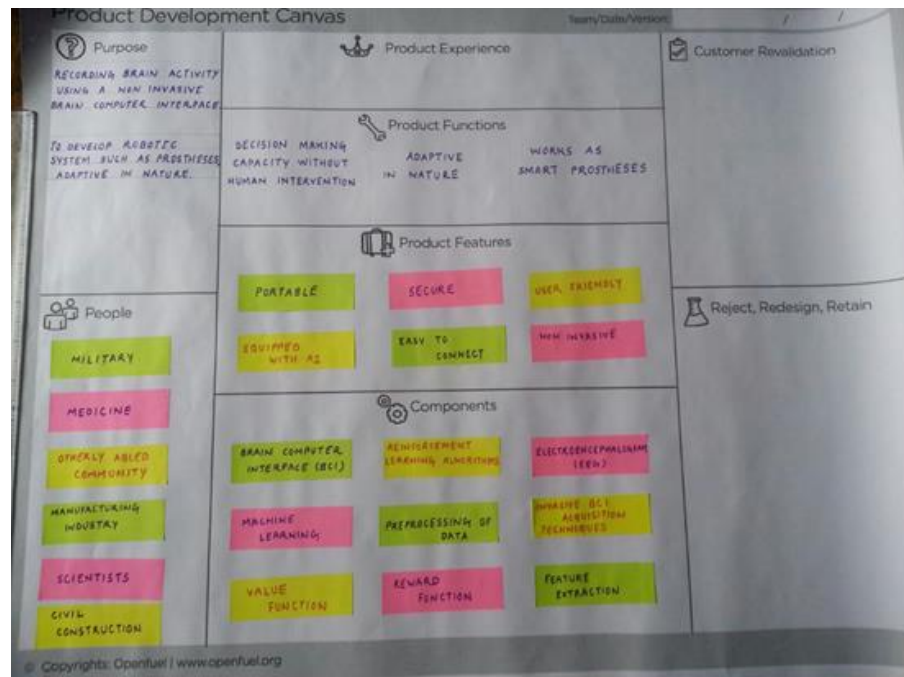 Product Development Canvas
Team/Date/Version:
/ /
Purpose
RECORDING BRAIN ACTIVITY
USING A NON INVASIVE
BRAIN COMPUTER INTERFACE
TO DEVELOP ROBOTIC
SYSTEM SUCH AS PROSTHESES
ADAPTIVE IN NATURE.
People
MILITARY
MEDICINE
OTHERLY ABLED
COMMUNITY
MANUFACTURING
INDUSTRY
SCIENTISTS
CIVIL
CONSTRUCTION
Product Experience
Product Functions
DECISION MAKING
CAPACITY WITHOUT
HUMAN INTERVENTION
ADAPTIVE
IN NATURE
WORKS AS
SMART PROSTHESES
Product Features
PORTABLE
SECURE
USER FRIENDLY
EQUIPPED
WITH AI
EASY TO
CONNECT
NON INVASIVE
Components
BRAIN COMPUTER
INTERFACE (BCI)
REINFORCEMENT
LEARNING ALGORITHMS
(EEG)
MACHINE
LEARNING
PREPROCESSING OF
DATA
INVASIVE BCI
ACQUISITION
TECHNIQUES
VALUE
FUNCTION
REWARD
FUNCTION
FEATURE
EXTRACTION
Customer Revalidation
Reject, Redesign, Retain
© Copyrights: Openfuel | www.openfuel.org